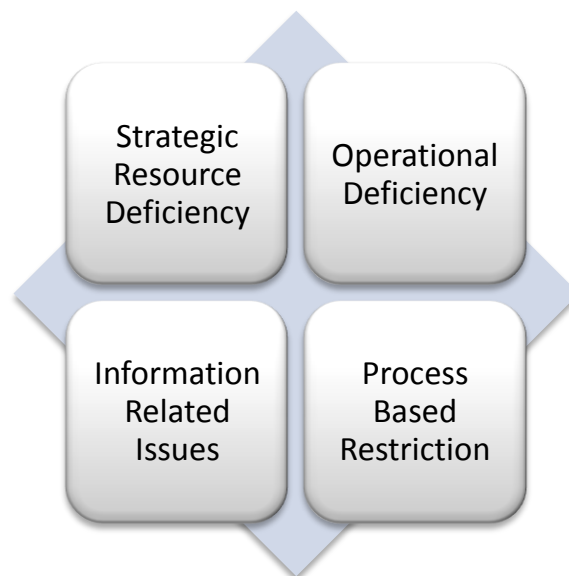 Strategic
Resource
Deficiency
Operational
Deficiency
Information
Related
Issues
Process
Based
Restriction